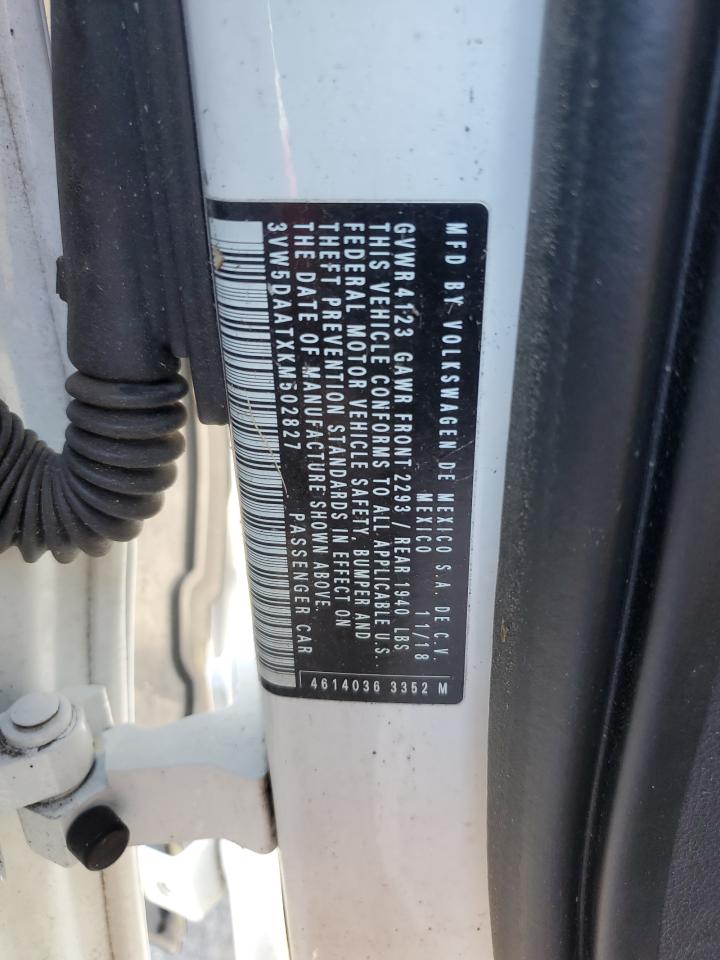 MFD BY VOLKSWAGEN DE MEXICO S.A. DE C.V.
MEXICO 11/18
GVWR 4123 GAWR FRONT 2293 / REAR 1940 LBS
THIS VEHICLE CONFORMS TO ALL APPLICABLE U.S.
FEDERAL MOTOR VEHICLE SAFETY, BUMPER AND
THEFT PREVENTION STANDARDS IN EFFECT ON
THE DATE OF MANUFACTURE SHOWN ABOVE.
3VW5DAATXKM502827 PASSENGER CAR
4614036 3352 M